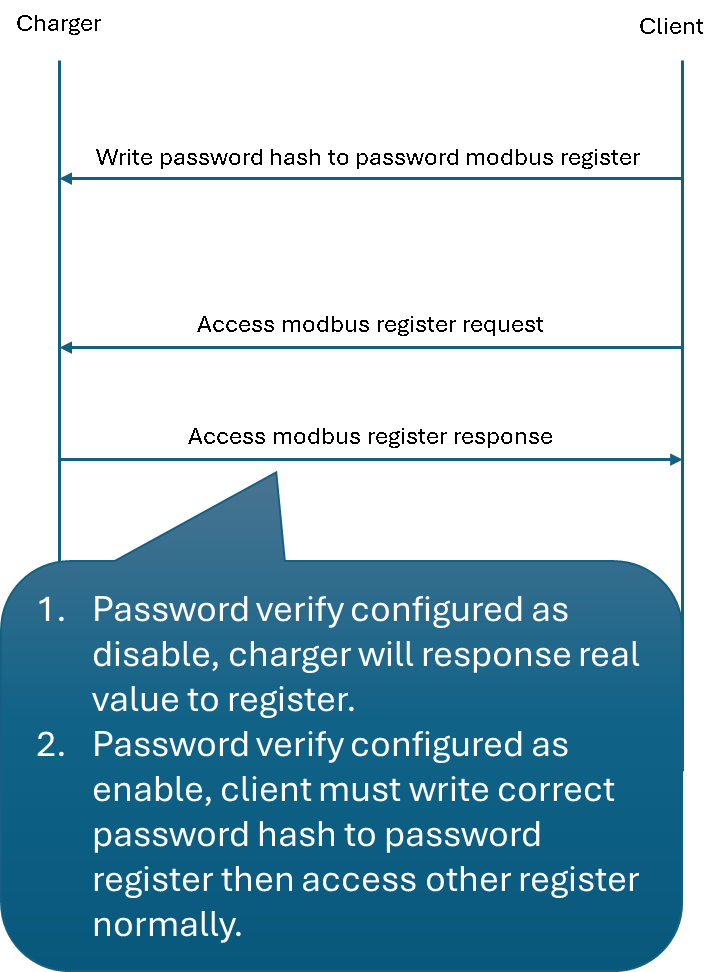 Charger
Client
Write password hash to password modbus register
Access modbus register request
Access modbus register response
1. Password verify configured as
disable, charger will response real
value to register.
2. Password verify configured as
enable, client must write correct
password hash to password
register then access other register
normally.